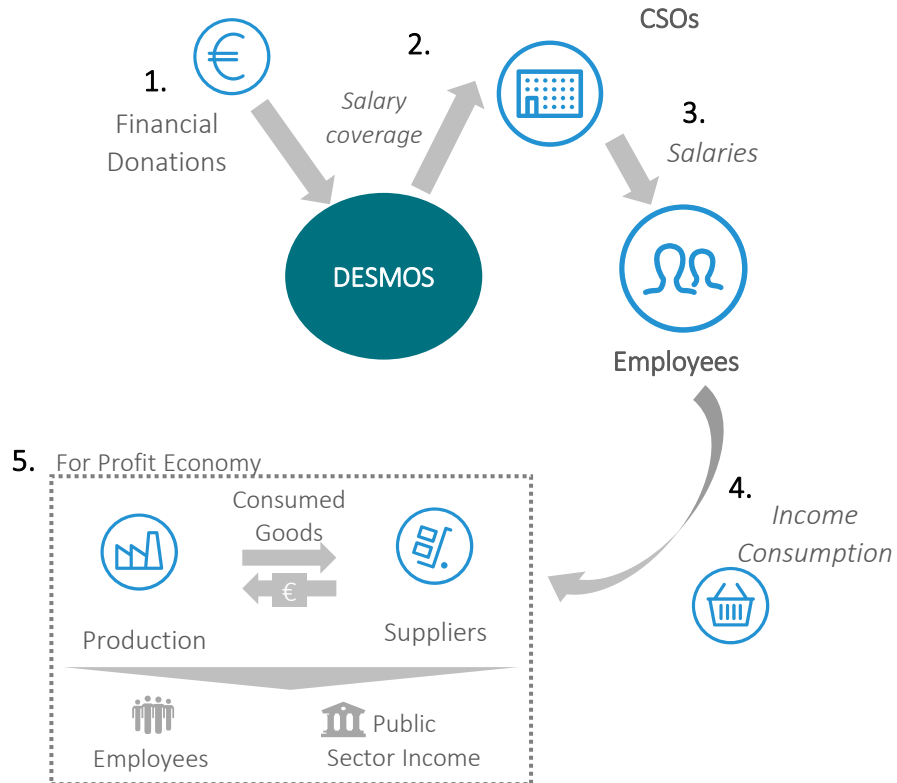 1.
Financial
Donations
2.
Salary
coverage
CSOs
3.
Salaries
DESMOS
Employees
4.
Income
Consumption
5. For Profit Economy
Consumed
Goods
€
Production
Suppliers
Employees
Public
Sector Income